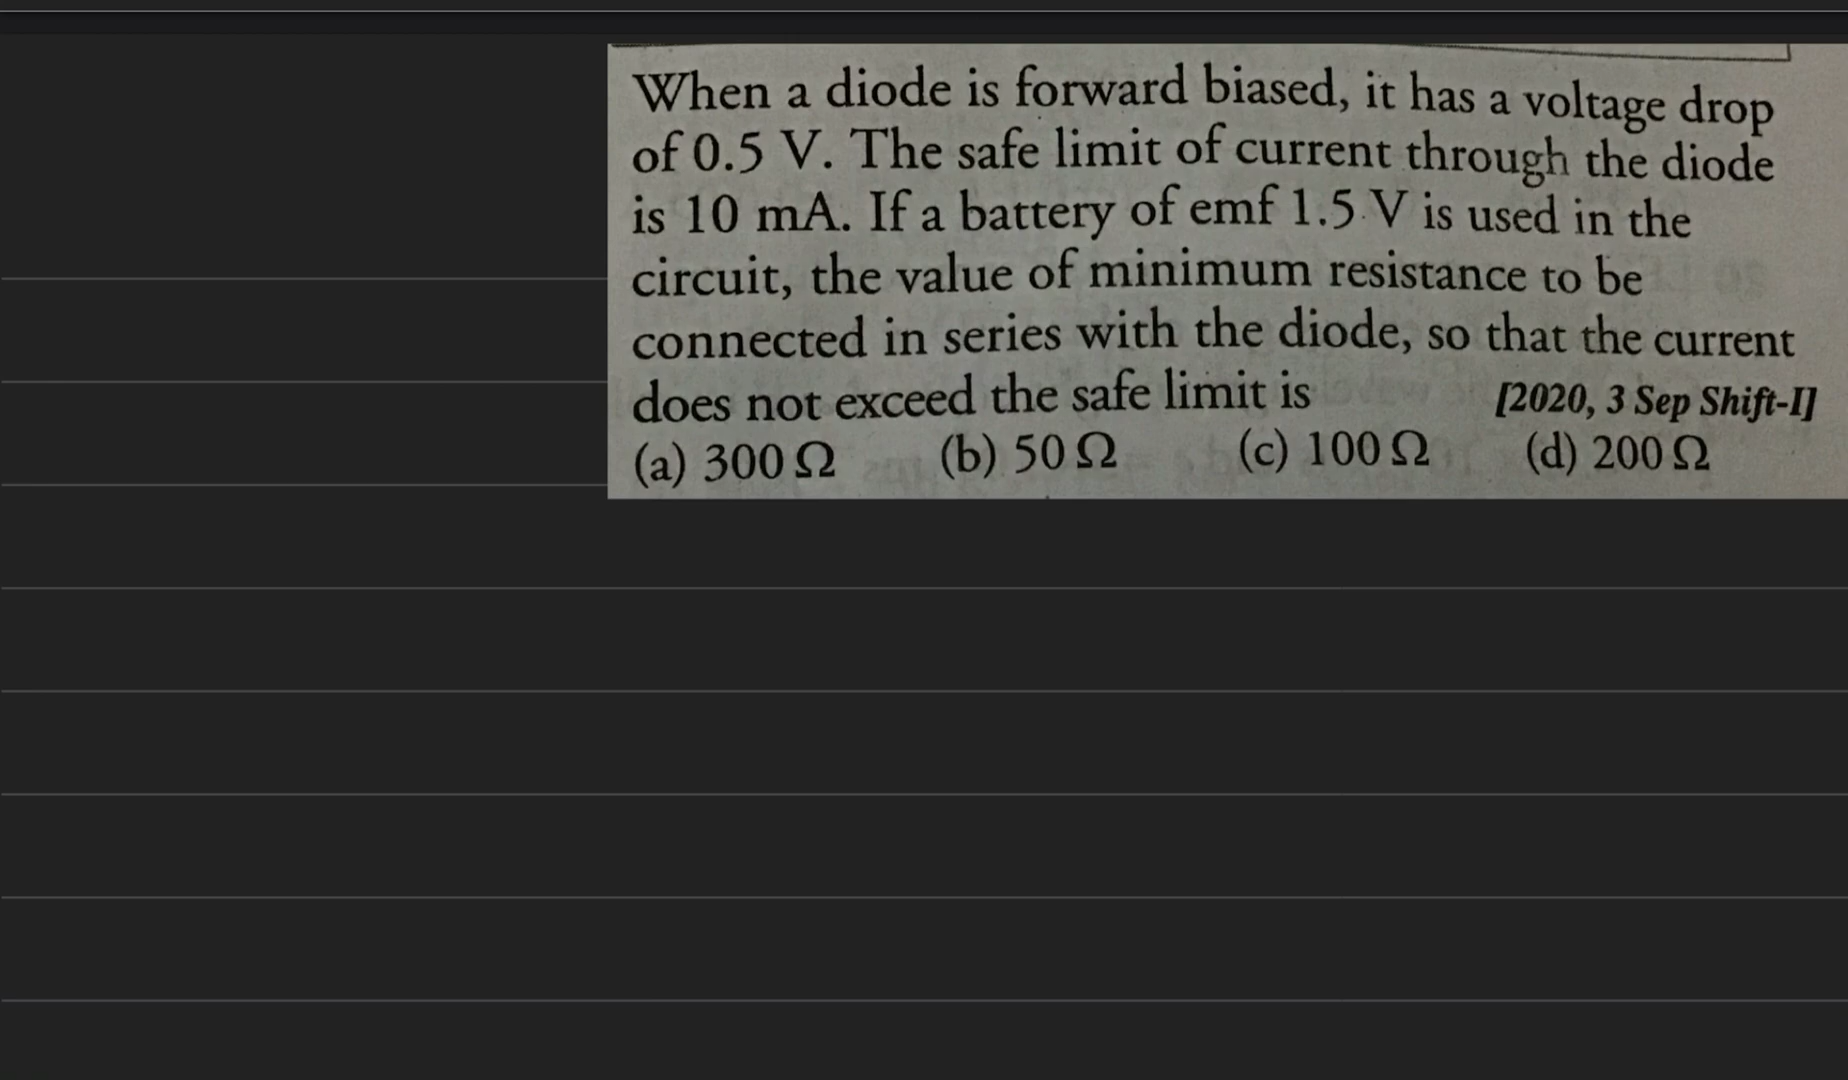 When a diode is forward biased, it has a voltage drop
of 0.5 V. The safe limit of current through the diode
is 10 mA. If a battery of emf 1.5 V is used in the
circuit, the value of minimum resistance to be
connected in series with the diode, so that the current
does not exceed the safe limit is [2020, 3 Sep Shift-I]
(a) 300 Ω (b) 50 Ω (c) 100 Ω (d) 200 Ω